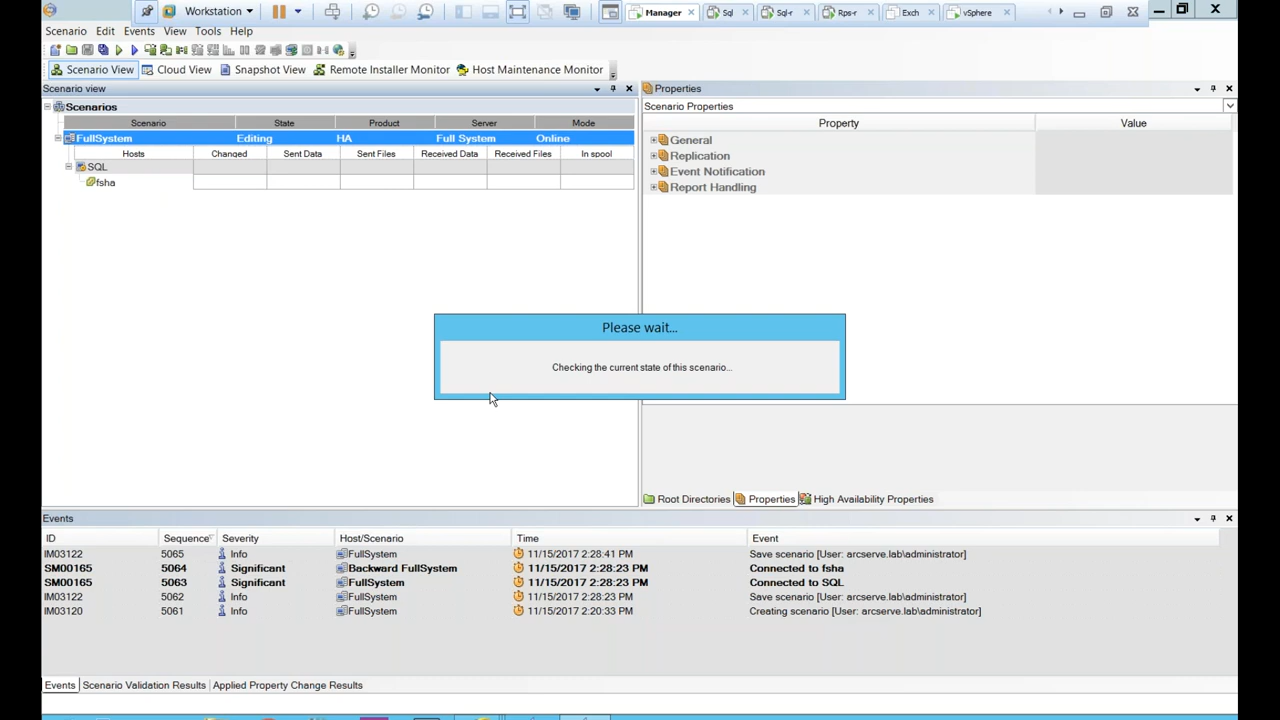 Workstation Manager Sql Sql-r Rps-r Exch vSphere
Scenario Edit Events View Tools Help
Scenario View Cloud View Snapshot View Remote Installer Monitor Host Maintenance Monitor
Scenario view
Properties
Scenarios
Scenario Properties
Scenario State Product Server Mode
Property Value
FullSystem Editing HA Full System Online
General
Hosts Changed Sent Data Sent Files Received Data Received Files In spool
Replication
SQL
Event Notification
fsha
Report Handling
Please wait...
Checking the current state of this scenario...
Root Directories Properties High Availability Properties
Events
ID Sequence Severity Host/Scenario Time Event
IM03122 5065 Info FullSystem 11/15/2017 2:28:41 PM Save scenario [User: arcserve.lab\administrator]
SM00165 5064 Significant Backward FullSystem 11/15/2017 2:28:23 PM Connected to fsha
SM00165 5063 Significant FullSystem 11/15/2017 2:28:23 PM Connected to SQL
IM03122 5062 Info FullSystem 11/15/2017 2:28:23 PM Save scenario [User: arcserve.lab\administrator]
IM03120 5061 Info FullSystem 11/15/2017 2:20:33 PM Creating scenario [User: arcserve.lab\administrator]
Events Scenario Validation Results Applied Property Change Results